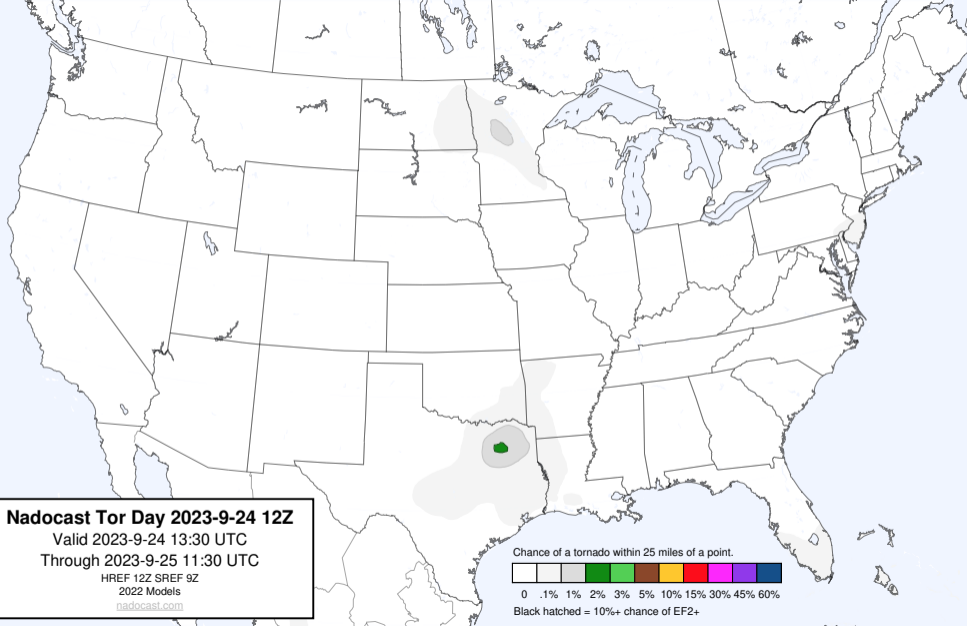 Nadocast Tor Day 2023-9-24 12Z
Valid 2023-9-24 13:30 UTC
Through 2023-9-25 11:30 UTC
HREF 12Z SREF 9Z
2022 Models
nadocast.com
Chance of a tornado within 25 miles of a point.
0 .1% 1% 2% 3% 5% 10% 15% 30% 45% 60%
Black hatched = 10%+ chance of EF2+